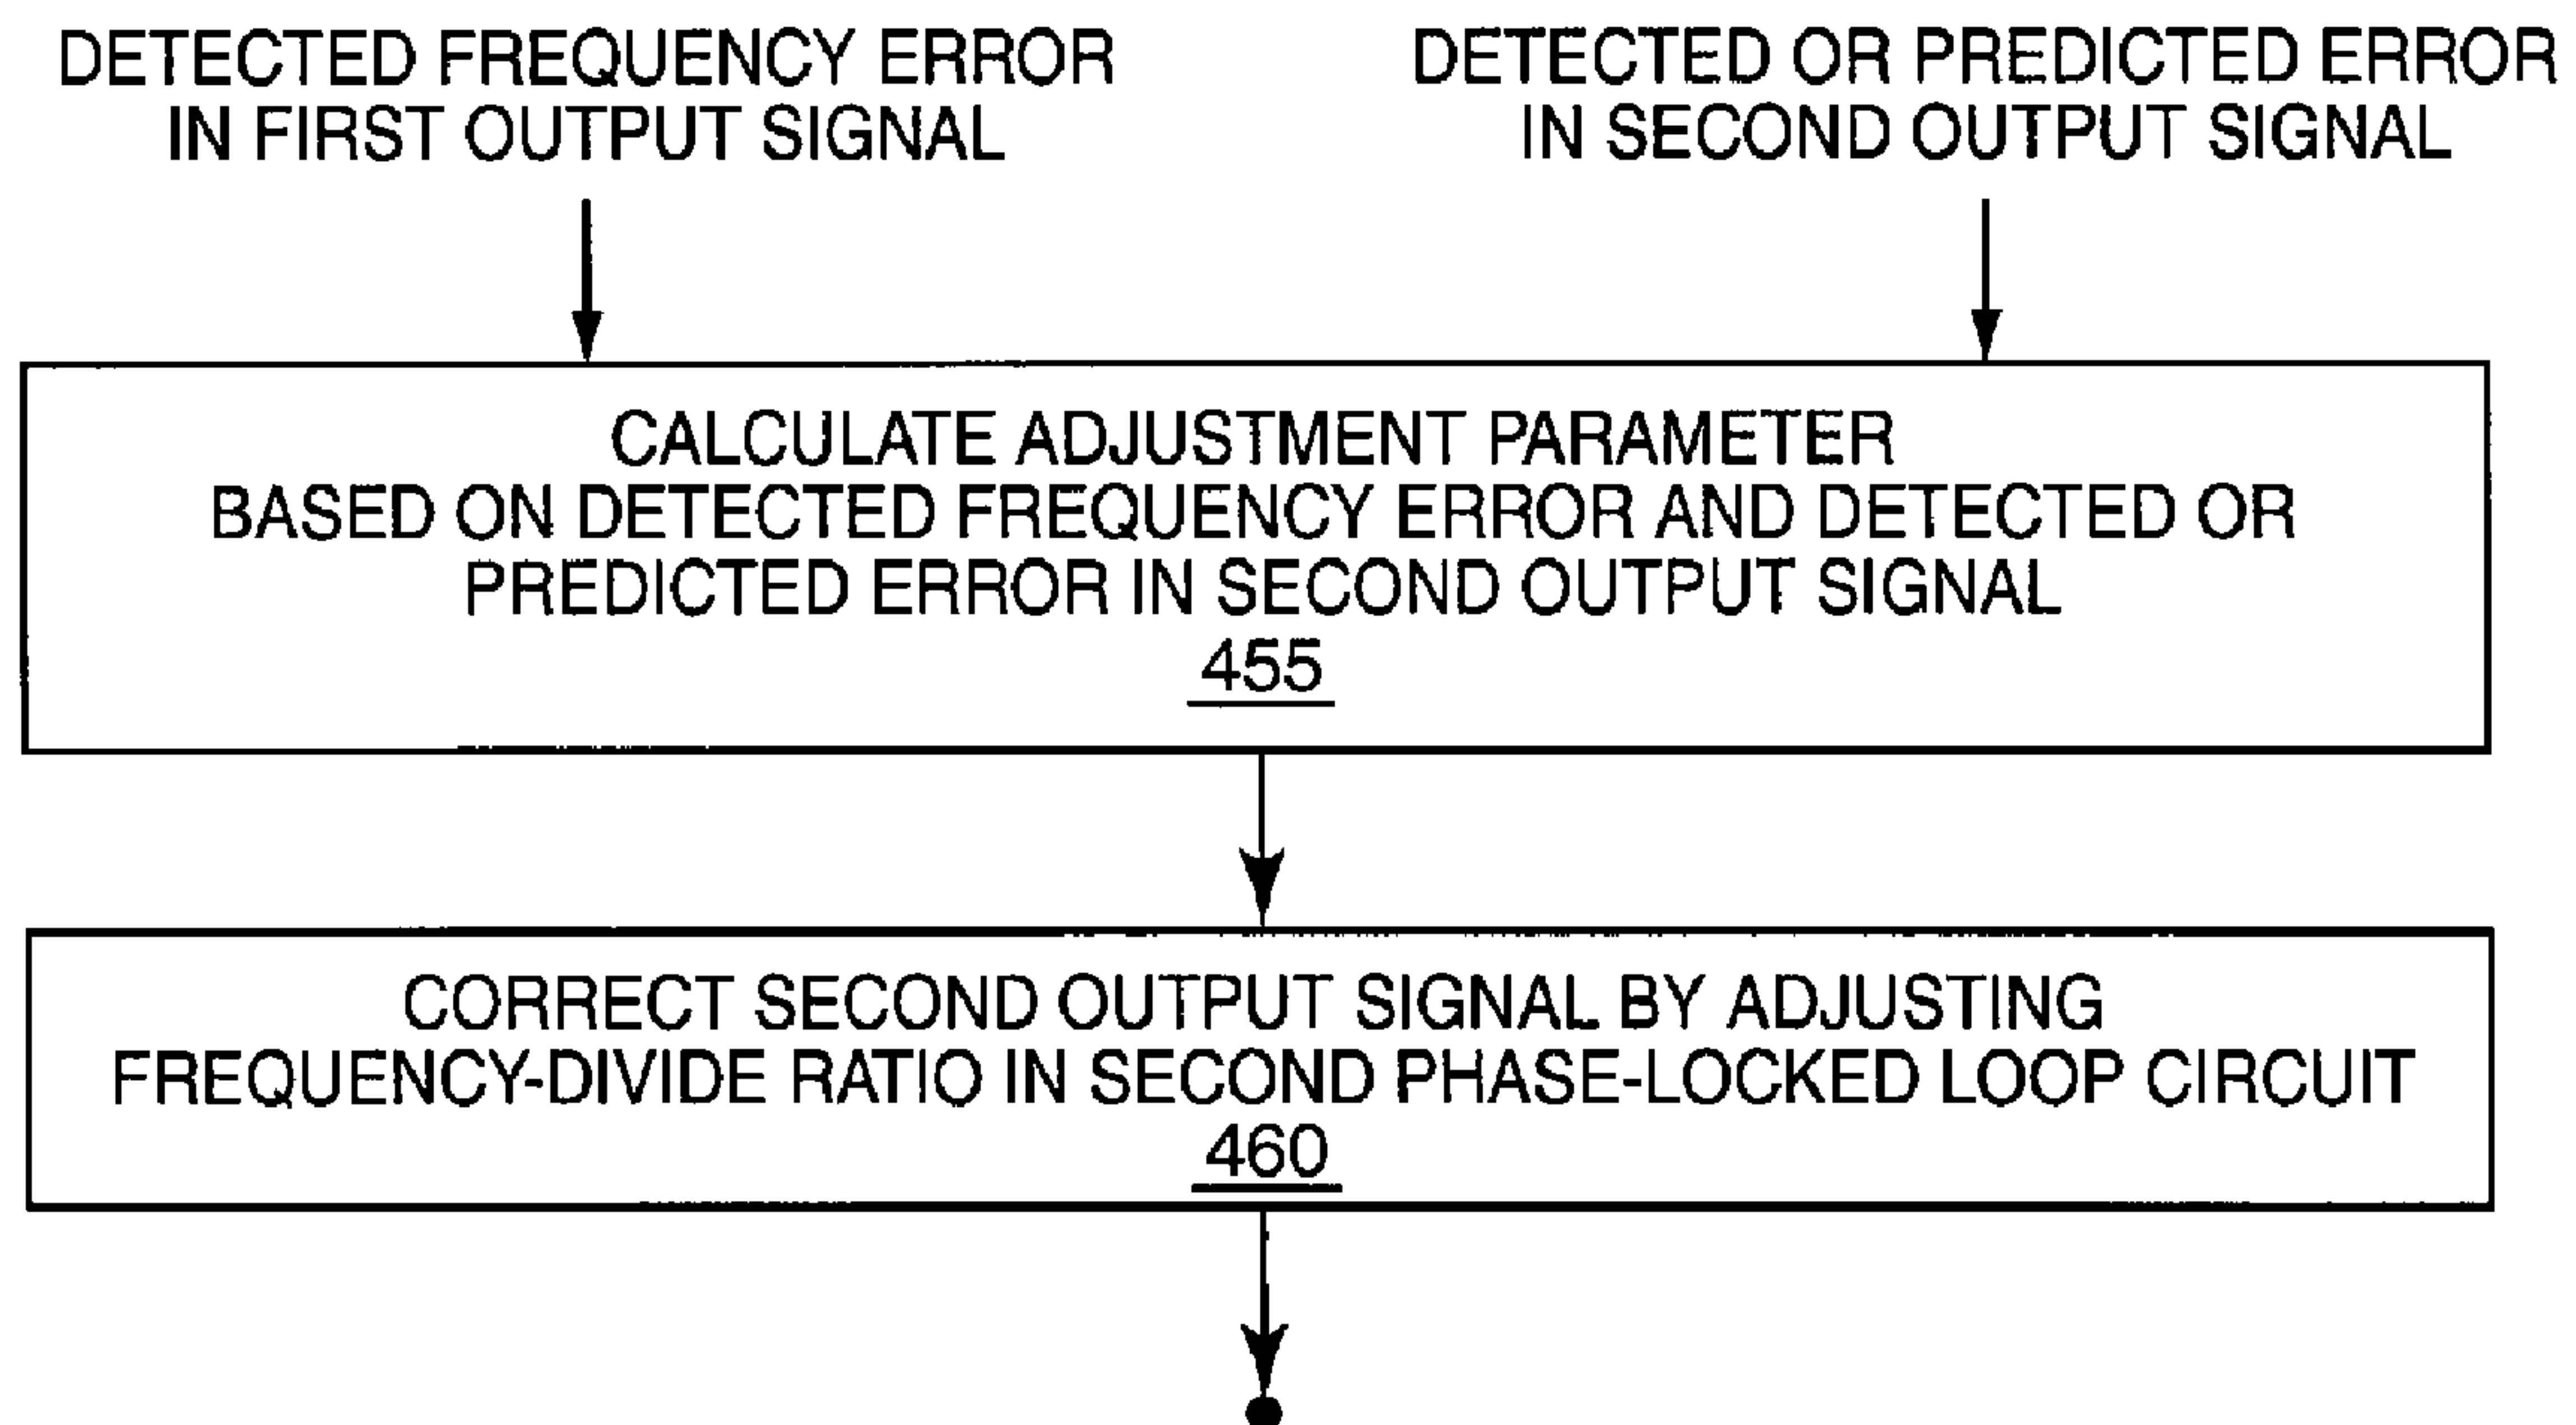 DETECTED FREQUENCY ERROR
IN FIRST OUTPUT SIGNAL
DETECTED OR PREDICTED ERROR
IN SECOND OUTPUT SIGNAL
CALCULATE ADJUSTMENT PARAMETER
BASED ON DETECTED FREQUENCY ERROR AND DETECTED OR
PREDICTED ERROR IN SECOND OUTPUT SIGNAL
455
CORRECT SECOND OUTPUT SIGNAL BY ADJUSTING
FREQUENCY-DIVIDE RATIO IN SECOND PHASE-LOCKED LOOP CIRCUIT
460